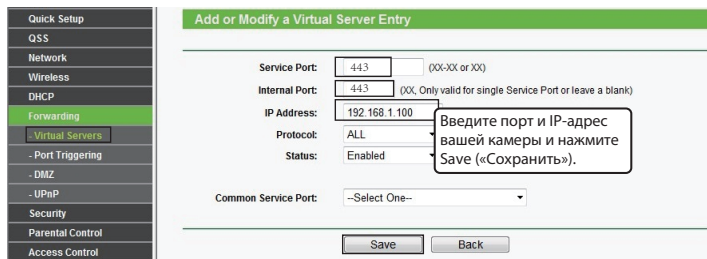 Quick Setup
QSS
Network
Wireless
DHCP
Forwarding
- Virtual Servers
- Port Triggering
- DMZ
- UPnP
Security
Parental Control
Access Control
Add or Modify a Virtual Server Entry
Service Port: 443 (XX-XX or XX)
Internal Port: 443 (XX, Only valid for single Service Port or leave a blank)
IP Address: 192.168.1.100
Protocol: ALL
Status: Enabled
Введите порт и IP-адрес
вашей камеры и нажмите
Save («Сохранить»).
Common Service Port: --Select One--
Save Back